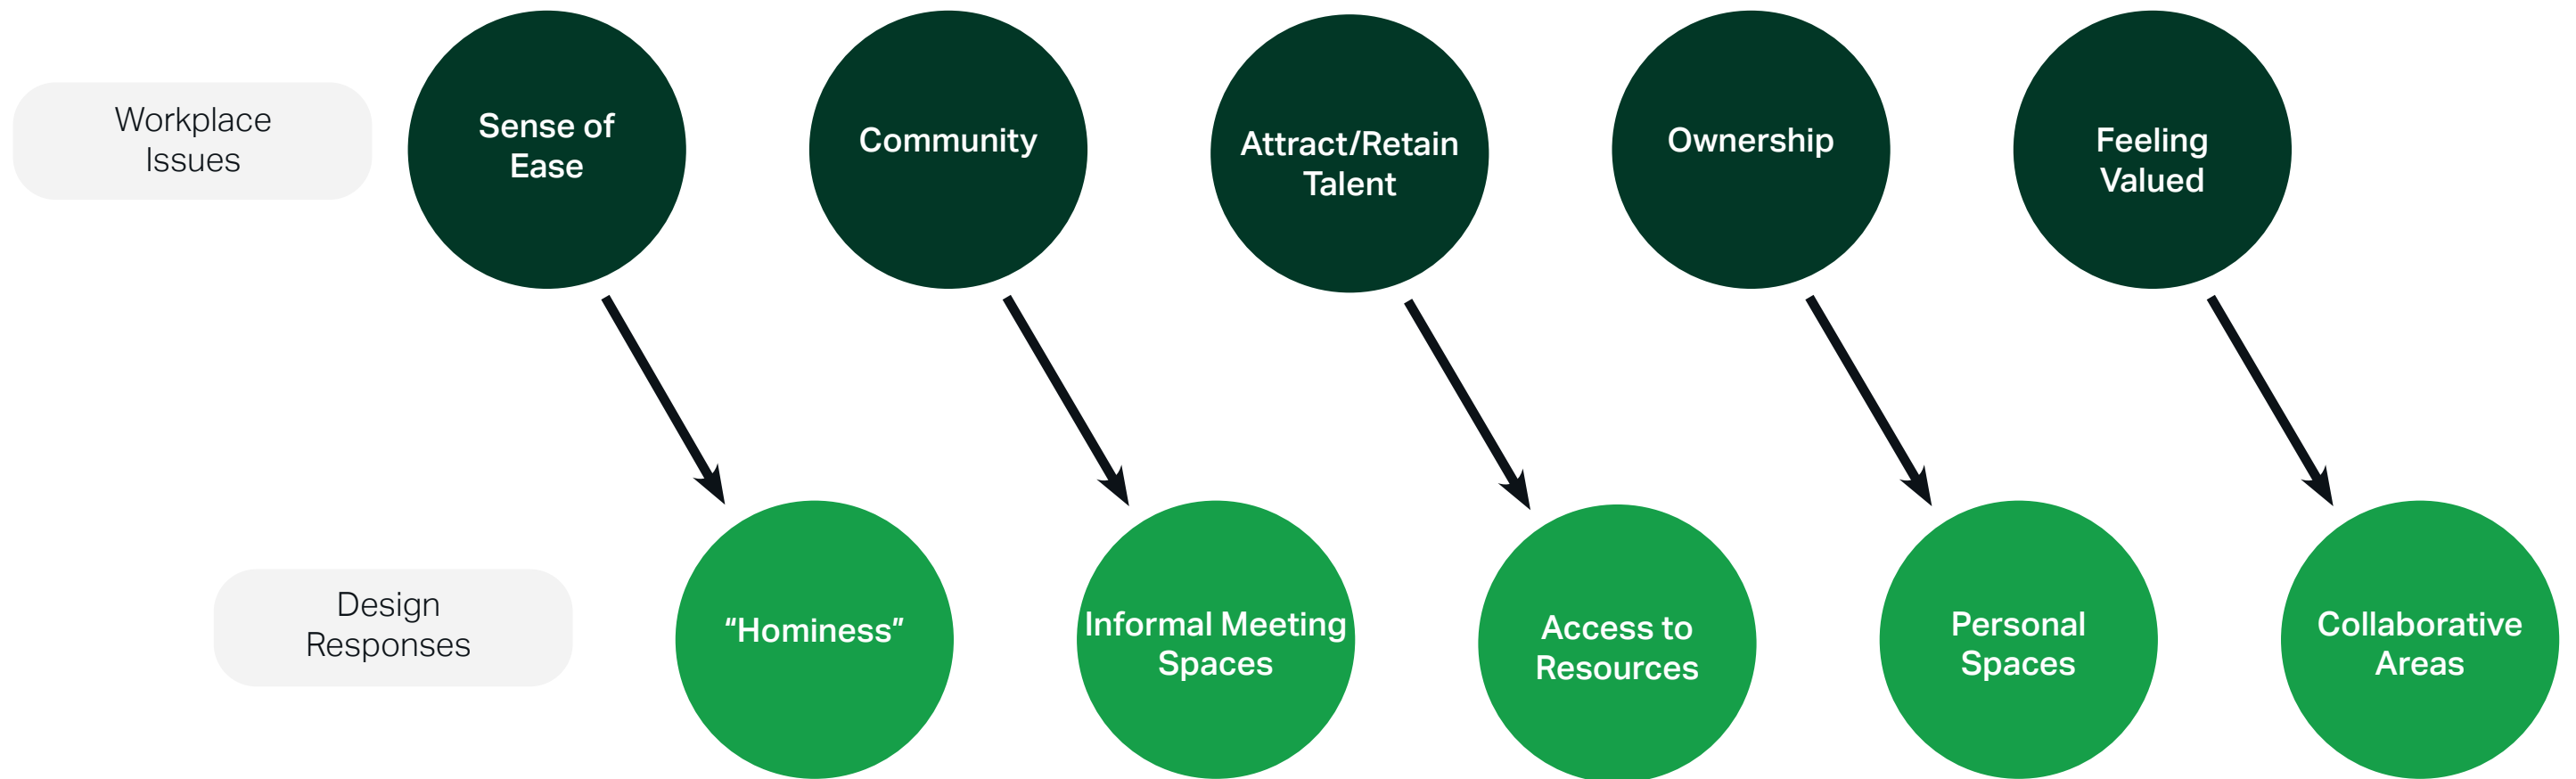 Workplace
Issues
Sense of
Ease
Community
Attract/Retain
Talent
Ownership
Feeling
Valued
Design
Responses
“Hominess”
Informal Meeting
Spaces
Access to
Resources
Personal
Spaces
Collaborative
Areas